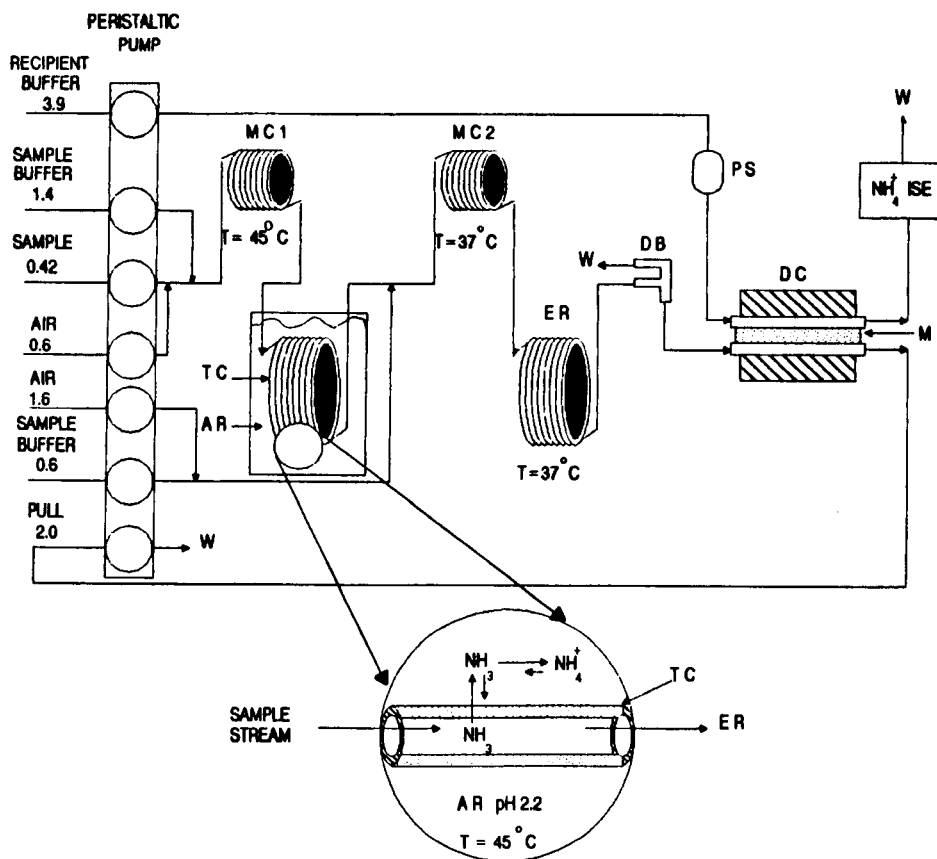 PERISTALTIC
PUMP
RECIPIENT
BUFFER
3.9
SAMPLE
BUFFER
1.4
SAMPLE
0.42
AIR
0.6
AIR
1.6
SAMPLE
BUFFER
0.6
PULL
2.0
W
MC1
T = 45°C
TC
AR
MC2
T = 37°C
ER
T = 37°C
W
DB
PS
W
NH4+ ISE
DC
M
NH3
NH4+
TC
SAMPLE
STREAM
NH3
ER
AR pH 2.2
T = 45°C